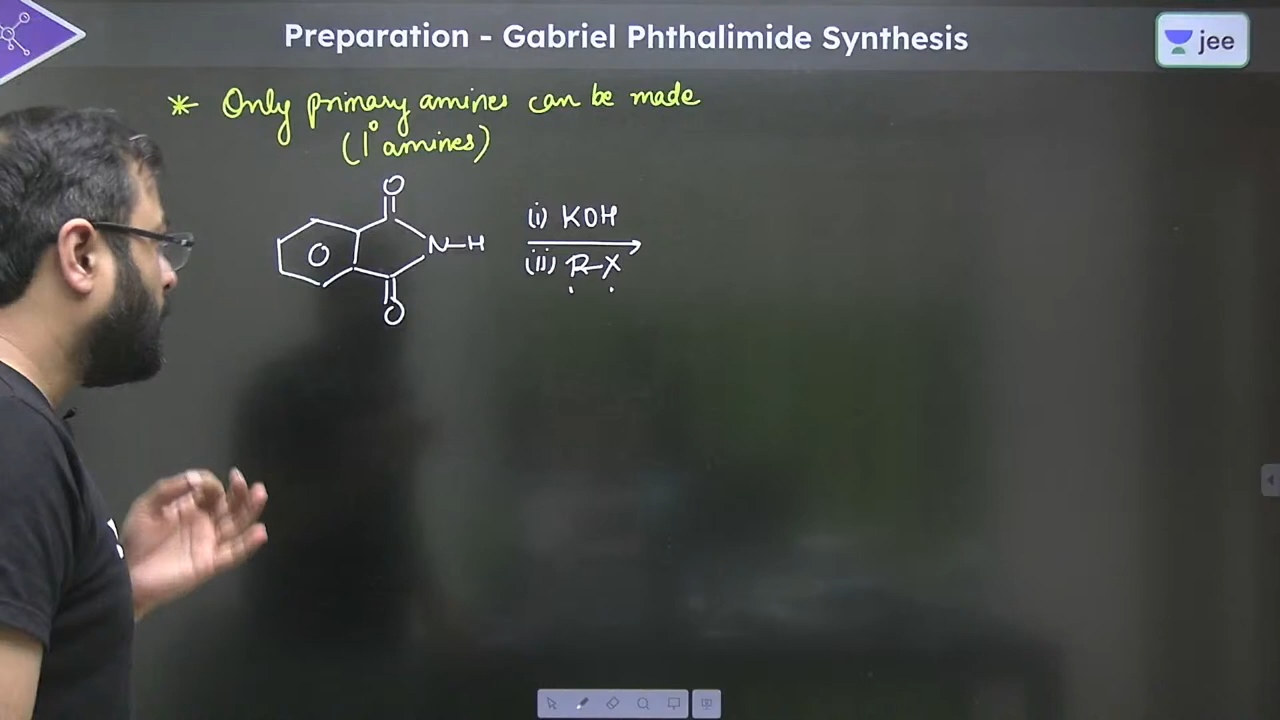 Preparation - Gabriel Phthalimide Synthesis
jee
* Only primary amines can be made
(1° amines)
O
N-H
O
O
(i) KOH
(ii) R-X